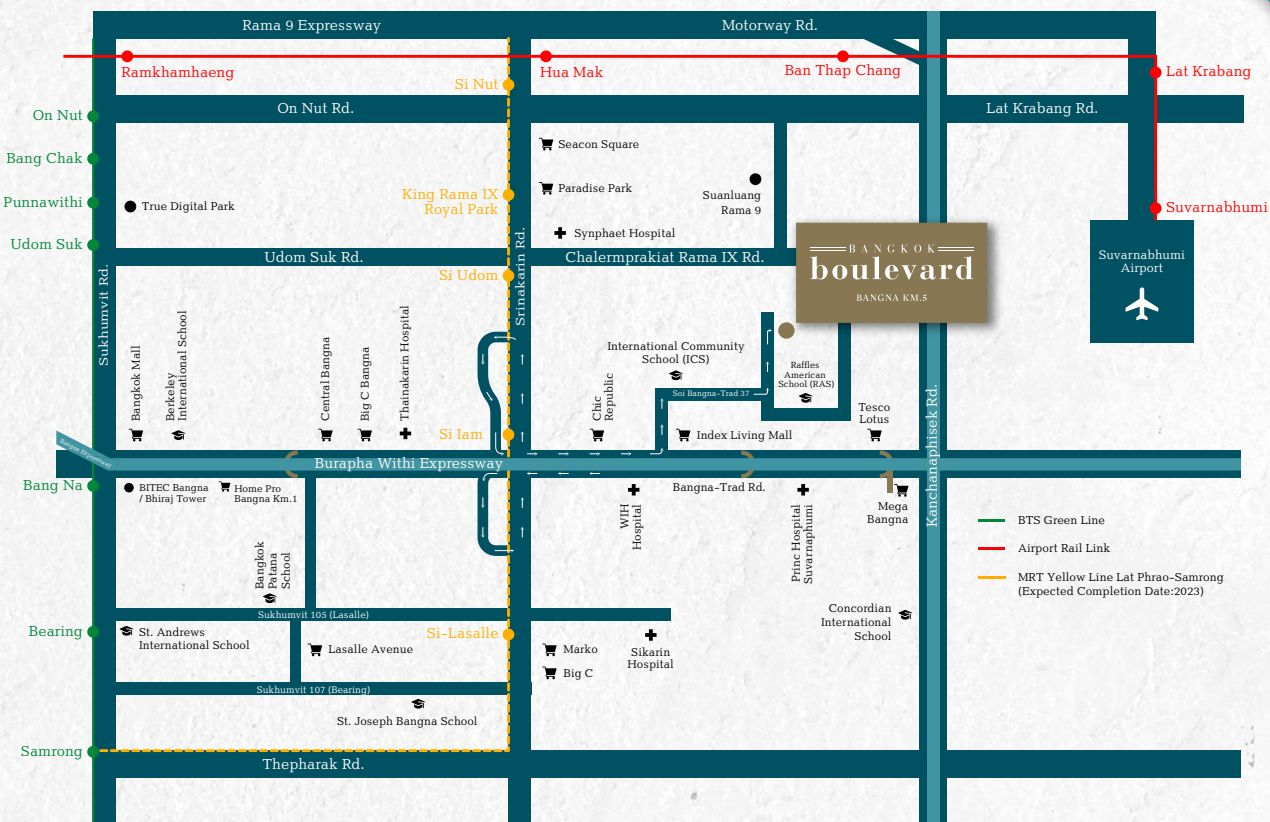 Rama 9 Expressway
Motorway Rd.
Ramkhamhaeng
Hua Mak
Ban Thap Chang
Lat Krabang
Si Nut
On Nut Rd.
Lat Krabang Rd.
On Nut
Bang Chak
Punnawithi
Udom Suk
Seacon Square
Paradise Park
Suanluang
Rama 9
Synphaet Hospital
True Digital Park
King Rama IX
Royal Park
Suvarnabhumi
Udom Suk Rd.
Chalermprakiat Rama IX Rd.
BANGKOK
boulevard
BANGNA KM.5
Suvarnabhumi
Airport
Si Udom
Sukhumvit Rd.
Srinakarin Rd.
Bangkok Mall
Berkeley
International School
Central Bangna
Big C Bangna
Thainakarin Hospital
International Community
School (ICS)
Raffles
American
School (RAS)
Chic
Republic
Soi Bangna-Trad 37
Tesco
Lotus
Si Iam
Index Living Mall
Kanchanaphisek Rd.
Bangna Expressway
Burapha Withi Expressway
Bang Na
BITEC Bangna
/ Bhiraj Tower
Home Pro
Bangna Km.1
Bangna-Trad Rd.
WIH
Hospital
Princ Hospital
Suvarnaphumi
Mega
Bangna
BTS Green Line
Airport Rail Link
MRT Yellow Line Lat Phrao-Samrong
(Expected Completion Date:2023)
Bangkok
Patana
School
Sukhumvit 105 (Lasalle)
Concordian
International
School
Bearing
St. Andrews
International School
Lasalle Avenue
Si-Lasalle
Marko
Big C
Sikarin
Hospital
Sukhumvit 107 (Bearing)
St. Joseph Bangna School
Samrong
Thepharak Rd.